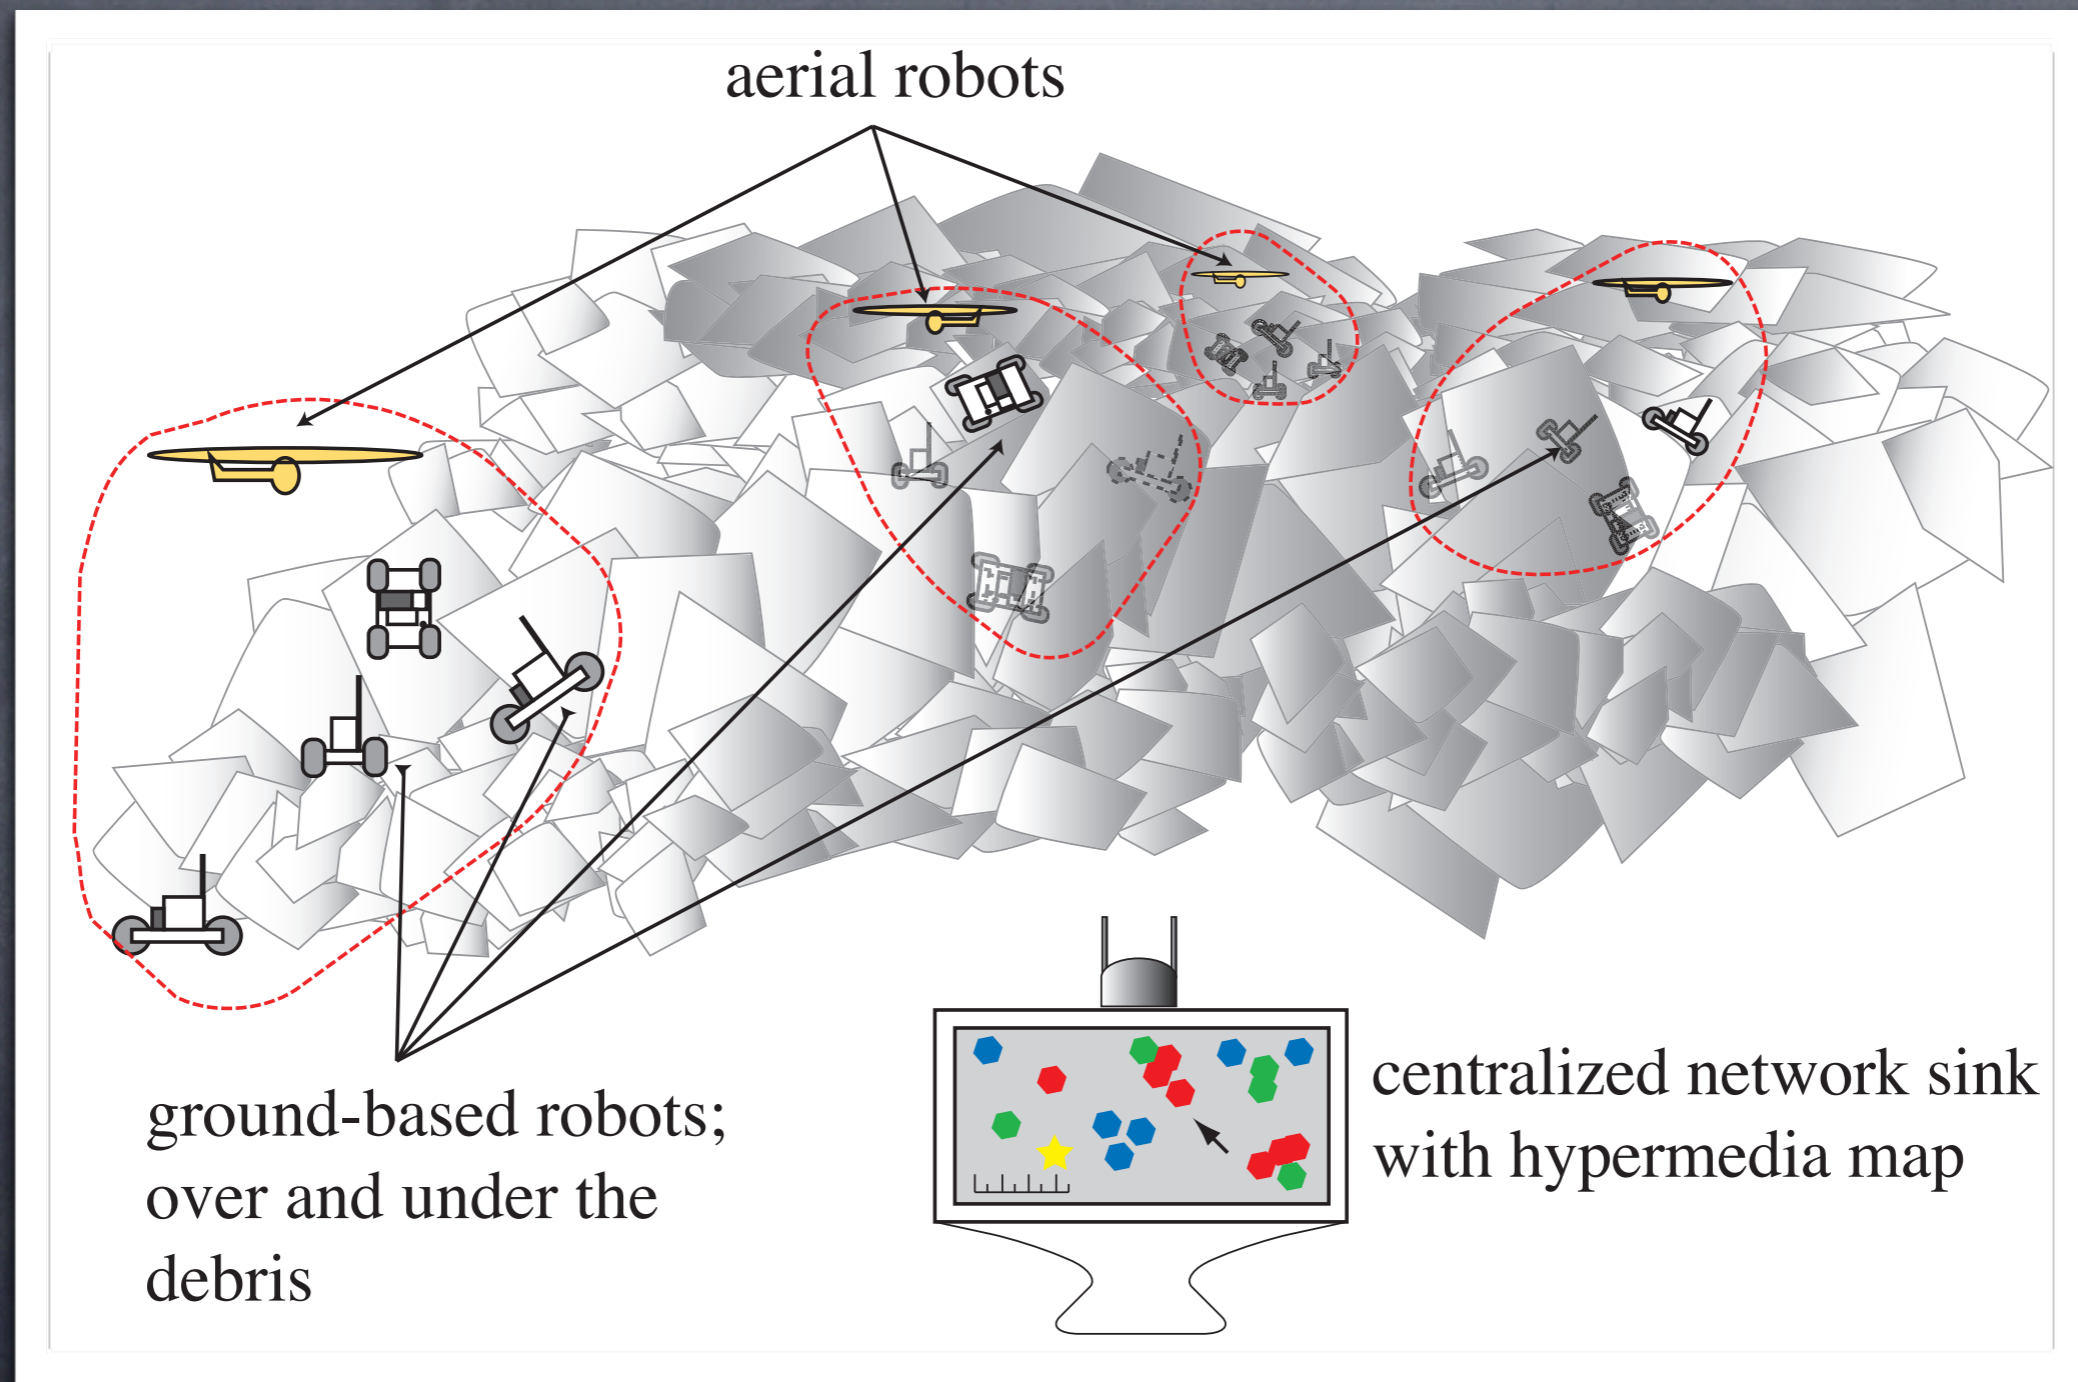 aerial robots
ground-based robots;
over and under the
debris
centralized network sink
with hypermedia map